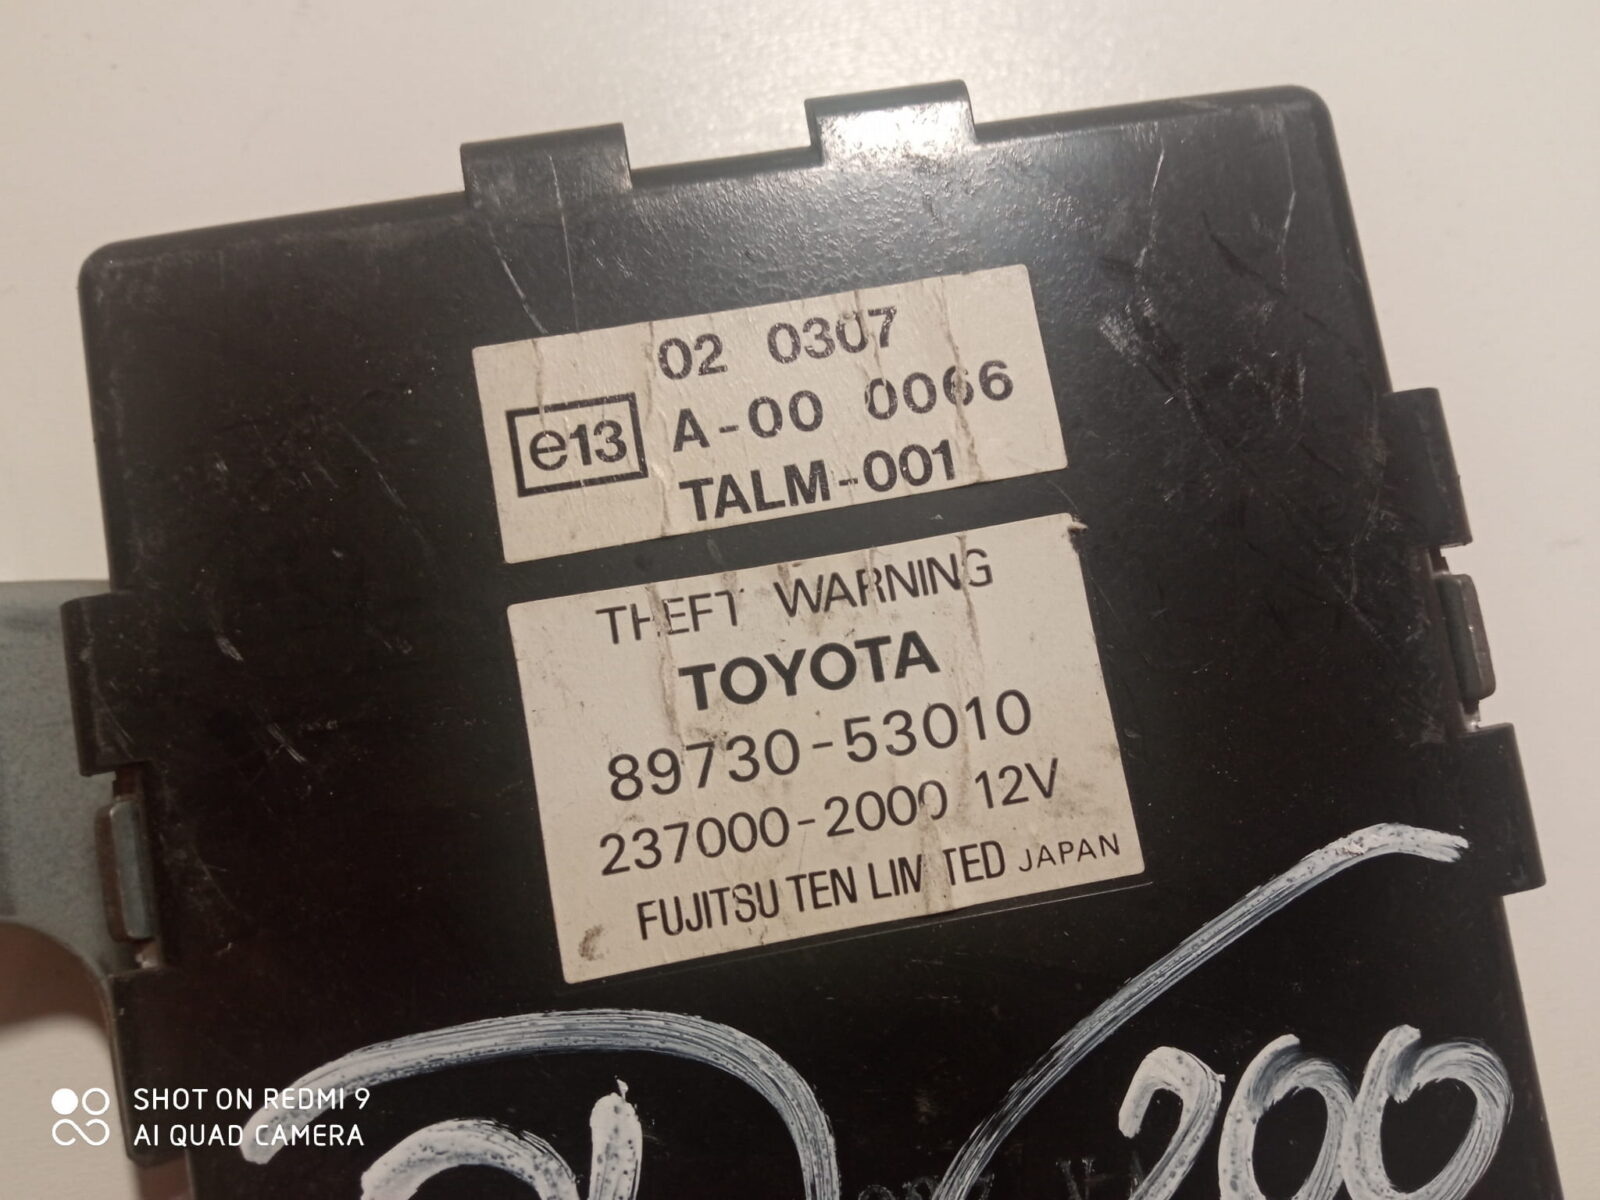 02 0307
e13 A-00 0066
TALM-001
THEFT WARNING
TOYOTA
89730-53010
237000-2000 12V
FUJITSU TEN LIMITED JAPAN
200
SHOT ON REDMI 9
AI QUAD CAMERA